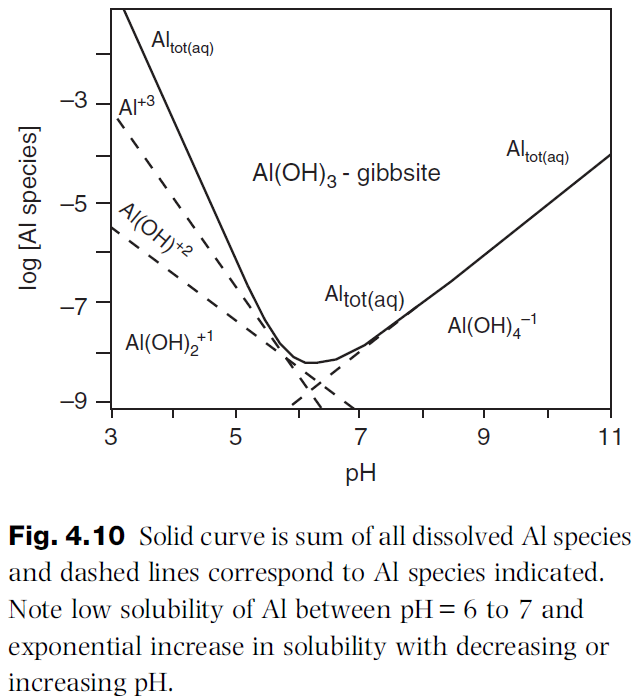 Al_tot(aq)
−3
Al^+3
Al_tot(aq)
Al(OH)_3 - gibbsite
log [Al species]
−5
Al(OH)^+2
Al_tot(aq)
−7
Al(OH)_4^−1
Al(OH)_2^+1
−9
3 5 7 9 11
pH
Fig. 4.10 Solid curve is sum of all dissolved Al species
and dashed lines correspond to Al species indicated.
Note low solubility of Al between pH = 6 to 7 and
exponential increase in solubility with decreasing or
increasing pH.